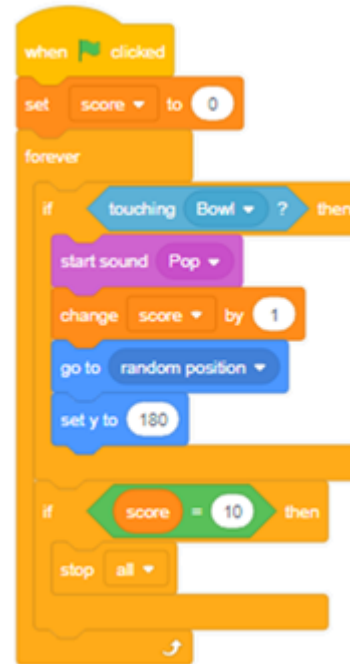 when clicked
set score to 0
forever
if touching Bowl ? then
start sound Pop
change score by 1
go to random position
set y to 180
if score = 10 then
stop all